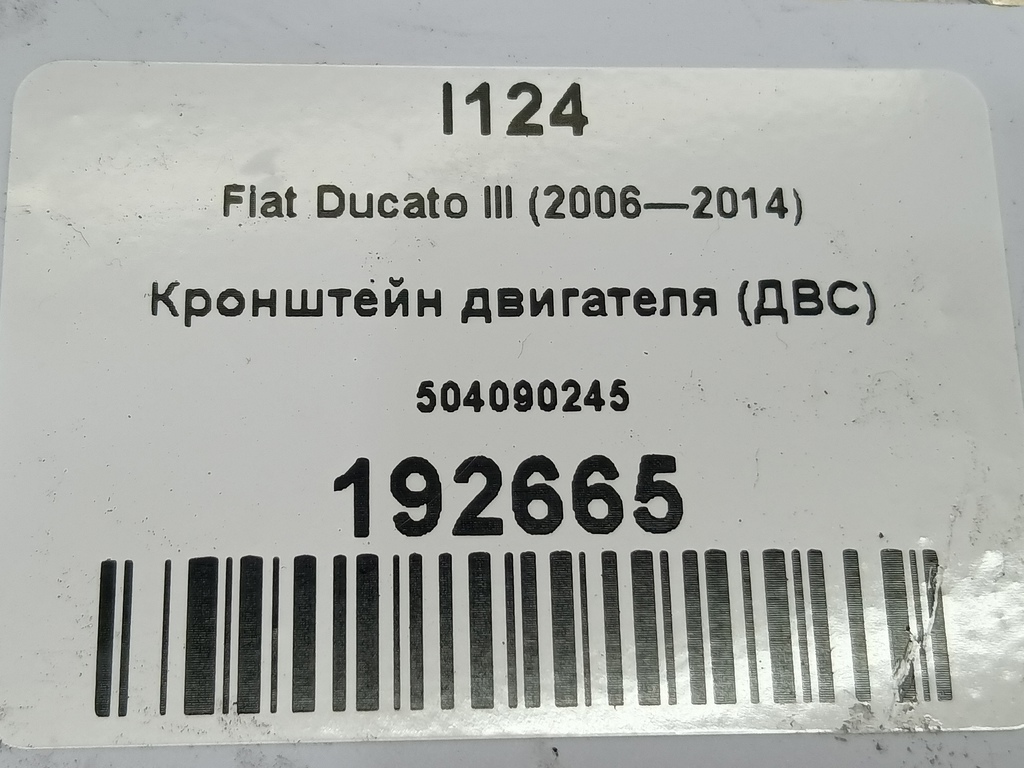 I124
Fiat Ducato III (2006—2014)
Кронштейн двигателя (ДВС)
504090245
192665